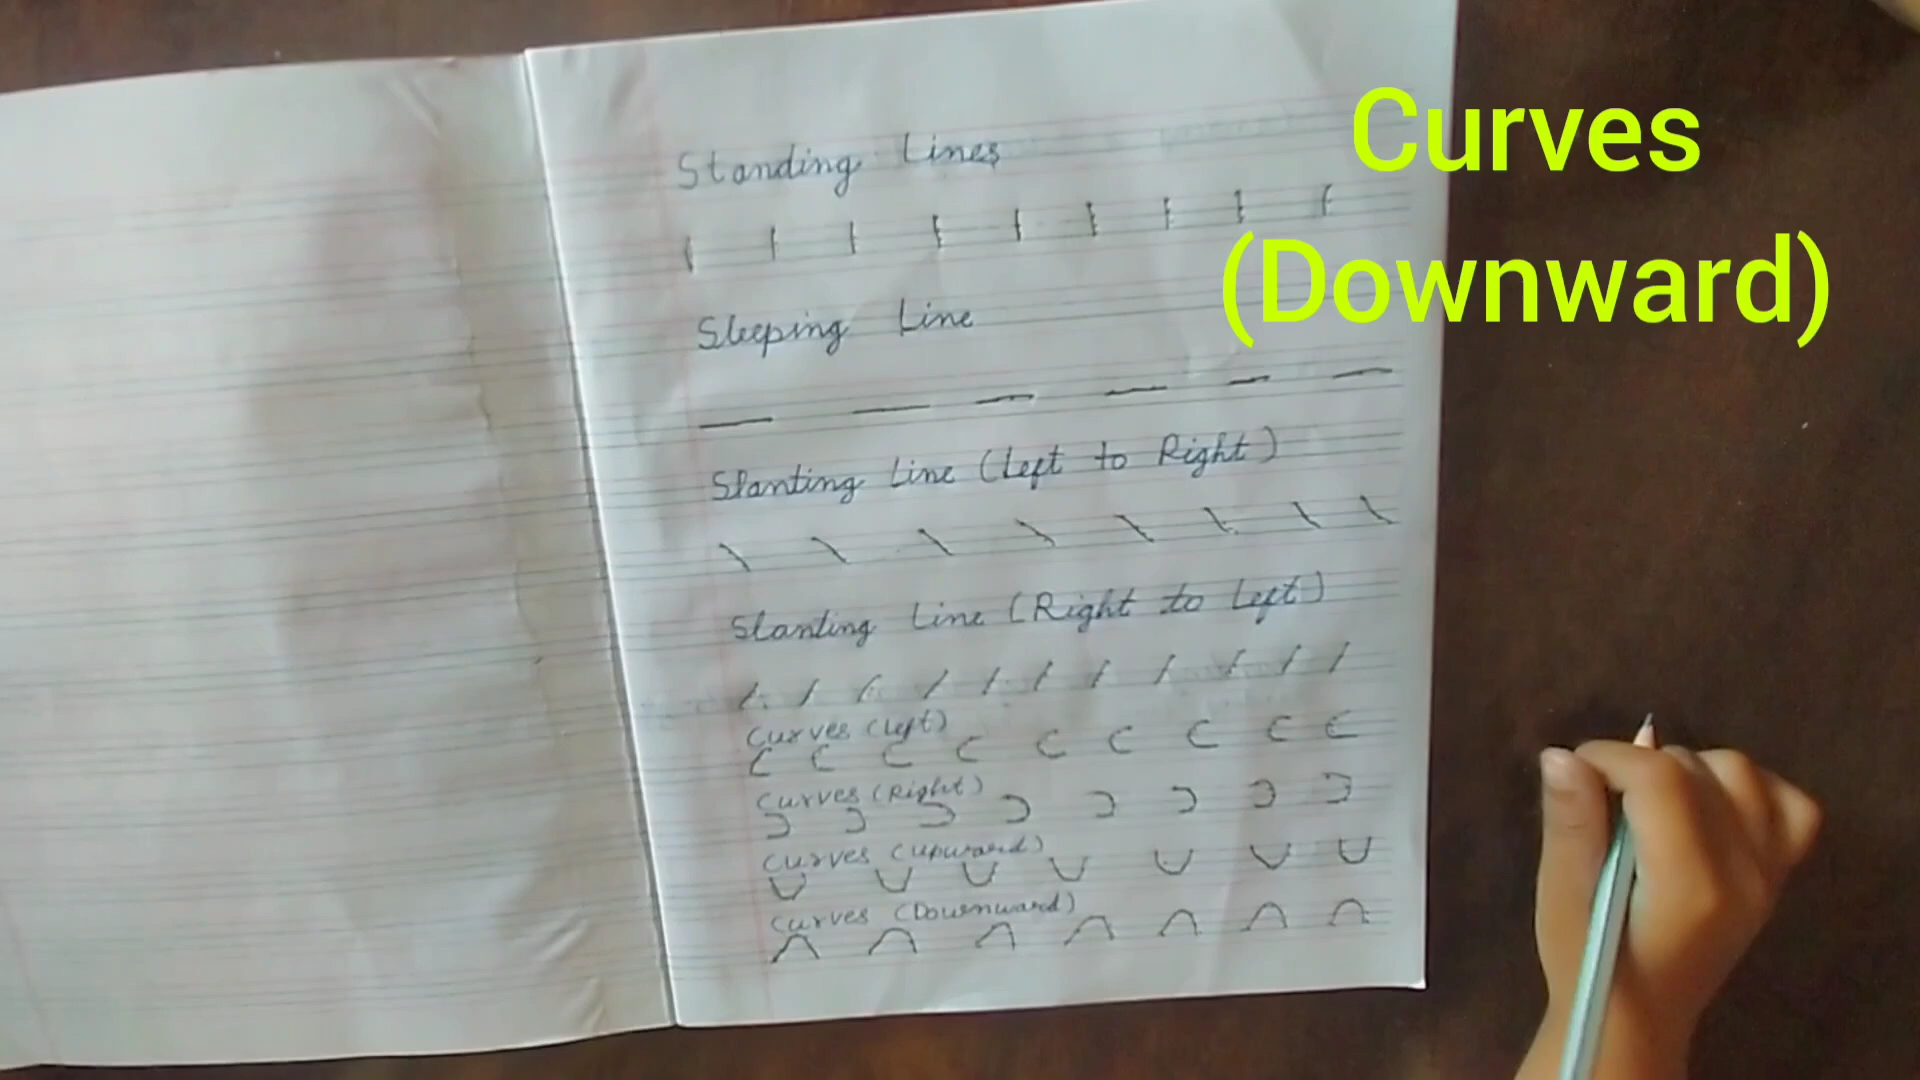 Curves
(Downward)
Standing Lines
Sleeping Line
Slanting Line (Left to Right)
Slanting Line (Right to Left)
Curves (Left)
Curves (Right)
Curves (Upward)
Curves (Downward)